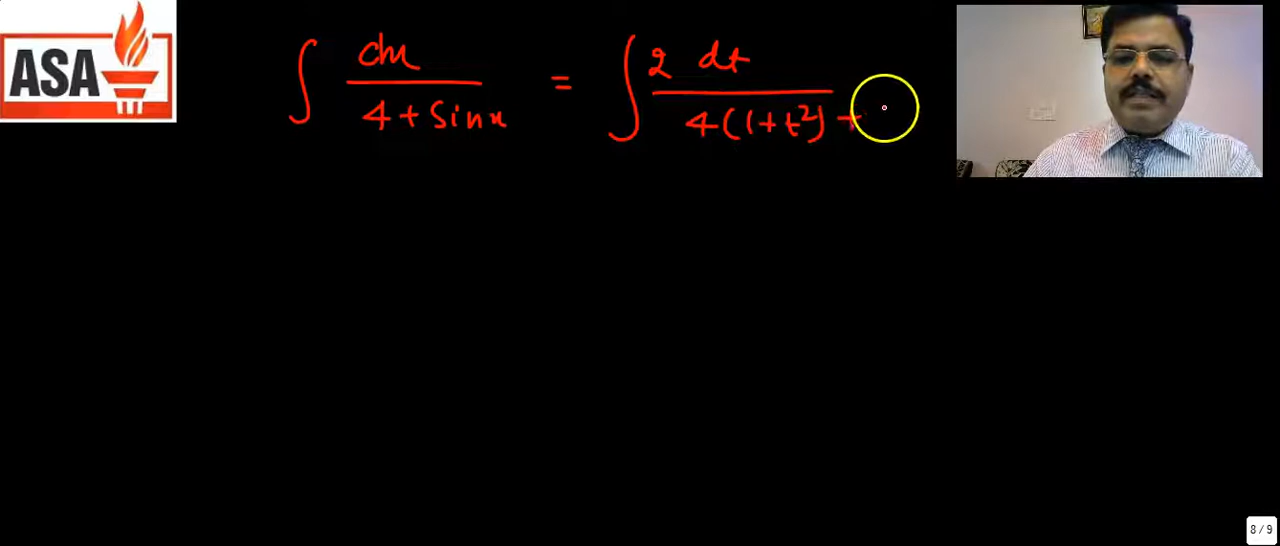 ASA
∫ dx / (4 + sin x) = ∫ 2 dt / (4(1+t²) +
8 / 9